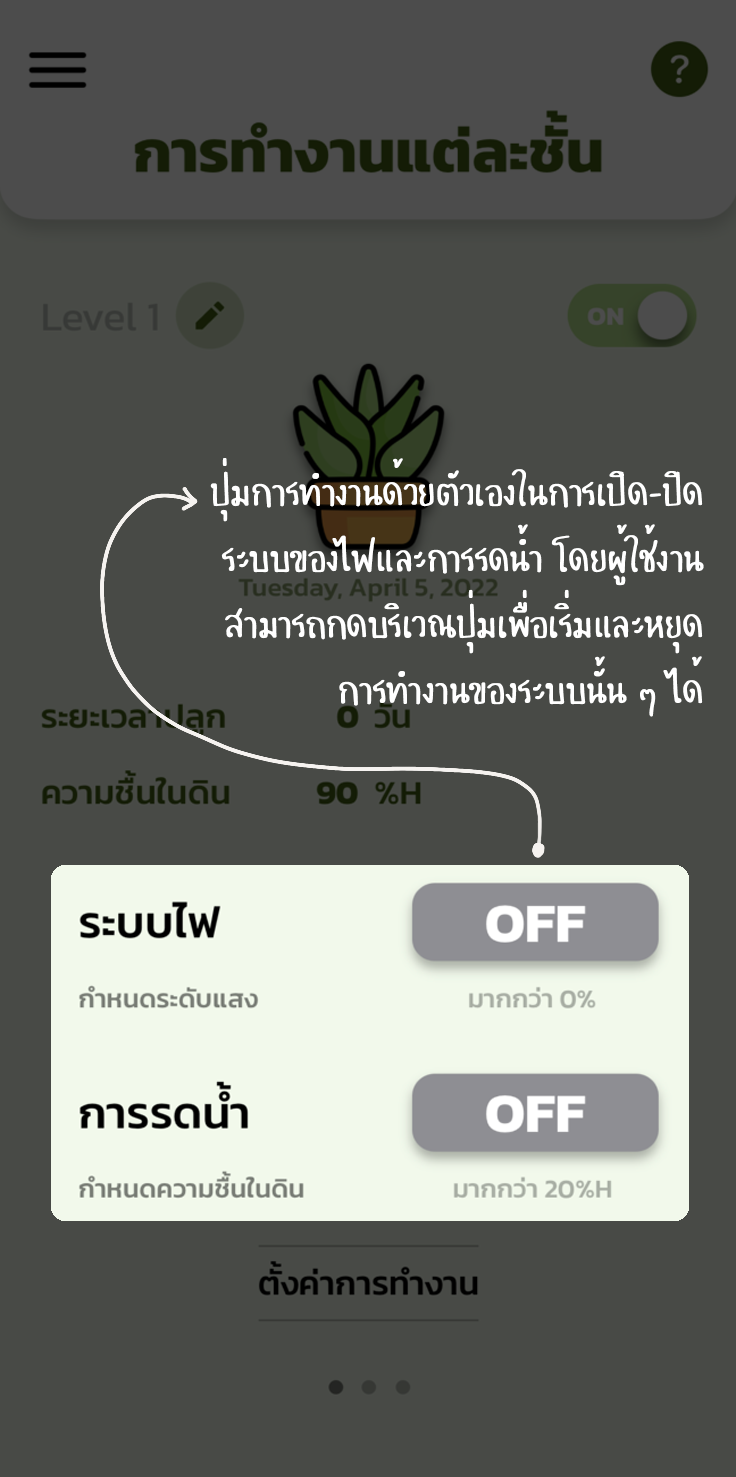 ?
การทำงานแต่ละชั้น
Level 1
ON
ปุ่มการทำงานด้วยตัวเองในการเปิด-ปิด
ระบบของไฟและการรดน้ำ โดยผู้ใช้งาน
Tuesday, April 5, 2022
สามารถกดบริเวณปุ่มเพื่อเริ่มและหยุด
การทำงานของระบบนั้น ๆ ได้
ระยะเวลาปลูก 0 วัน
ความชื้นในดิน 90 %H
ระบบไฟ OFF
กำหนดระดับแสง มากกว่า 0%
การรดน้ำ OFF
กำหนดความชื้นในดิน มากกว่า 20%H
ตั้งค่าการทำงาน